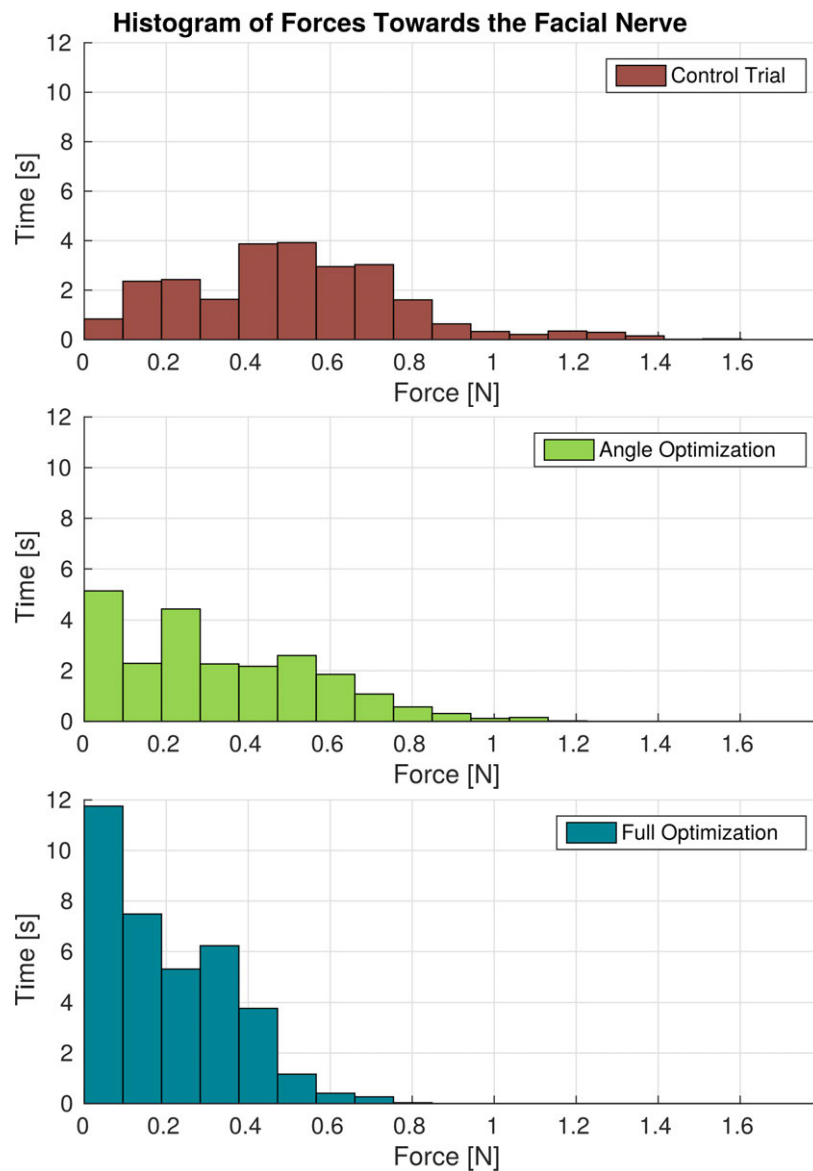 Histogram of Forces Towards the Facial Nerve
12
10
8
6
4
2
0
Time [s]
Control Trial
0 0.2 0.4 0.6 0.8 1 1.2 1.4 1.6
Force [N]
12
10
8
6
4
2
0
Time [s]
Angle Optimization
0 0.2 0.4 0.6 0.8 1 1.2 1.4 1.6
Force [N]
12
10
8
6
4
2
0
Time [s]
Full Optimization
0 0.2 0.4 0.6 0.8 1 1.2 1.4 1.6
Force [N]